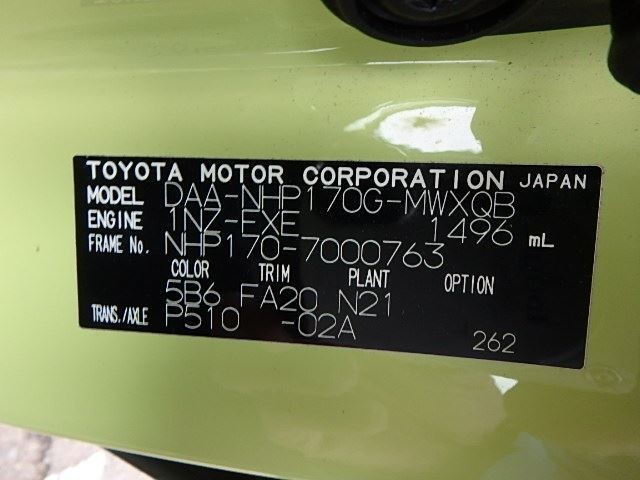 TOYOTA MOTOR CORPORATION JAPAN
MODEL DAA-NHP170G-MWXQB
ENGINE 1NZ-EXE 1496 mL
FRAME No. NHP170-7000763
COLOR TRIM PLANT OPTION
5B6 FA20 N21
TRANS./AXLE P510 -02A
262